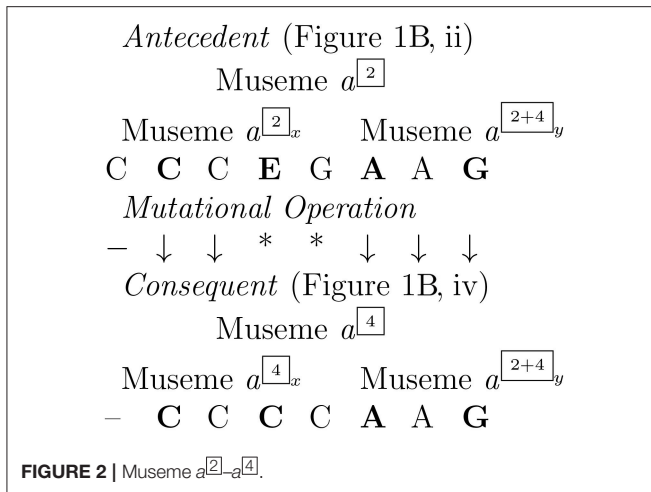 Antecedent (Figure 1B, ii)
Museme a2
Museme a2x Museme a2+4y
C C C E G A A G
Mutational Operation
– ↓ ↓ * * ↓ ↓ ↓
Consequent (Figure 1B, iv)
Museme a4
Museme a4x Museme a2+4y
– C C C C A A G
FIGURE 2 | Museme a2–a4.